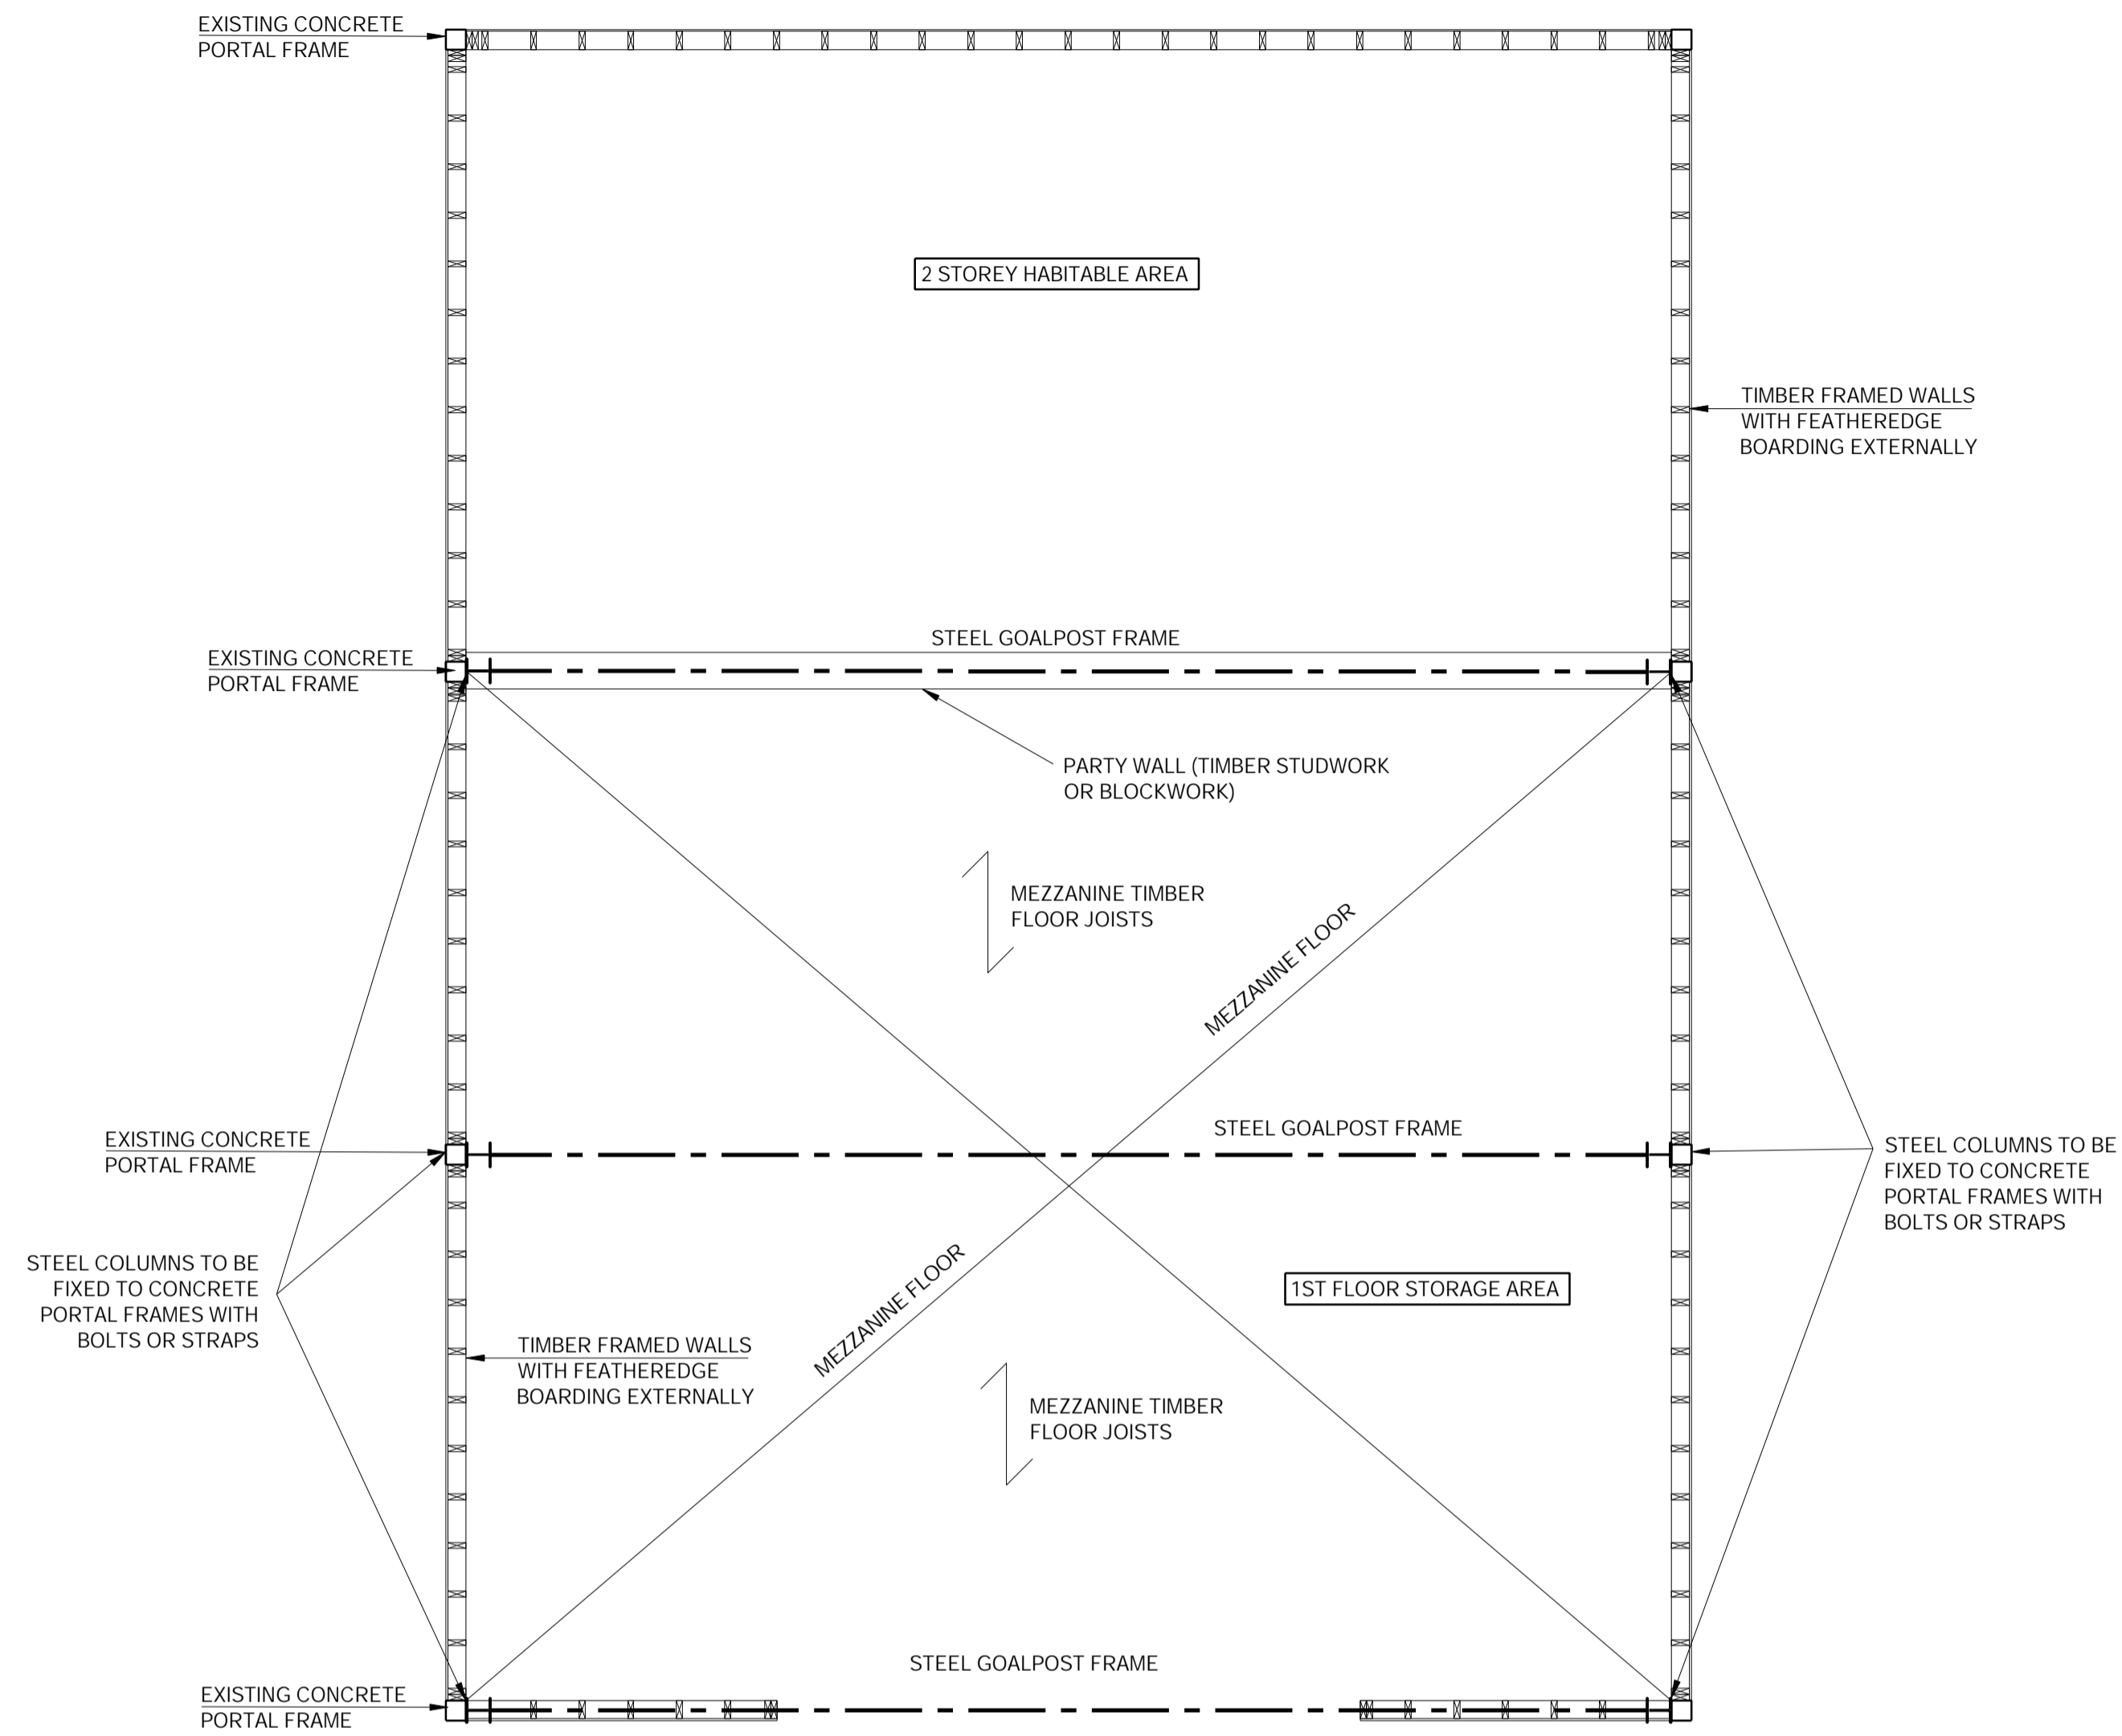 EXISTING CONCRETE
PORTAL FRAME
2 STOREY HABITABLE AREA
TIMBER FRAMED WALLS
WITH FEATHEREDGE
BOARDING EXTERNALLY
STEEL GOALPOST FRAME
EXISTING CONCRETE
PORTAL FRAME
PARTY WALL (TIMBER STUDWORK
OR BLOCKWORK)
MEZZANINE TIMBER
FLOOR JOISTS
MEZZANINE FLOOR
STEEL GOALPOST FRAME
EXISTING CONCRETE
PORTAL FRAME
STEEL COLUMNS TO BE
FIXED TO CONCRETE
PORTAL FRAMES WITH
BOLTS OR STRAPS
STEEL COLUMNS TO BE
FIXED TO CONCRETE
PORTAL FRAMES WITH
BOLTS OR STRAPS
MEZZANINE FLOOR
1ST FLOOR STORAGE AREA
TIMBER FRAMED WALLS
WITH FEATHEREDGE
BOARDING EXTERNALLY
MEZZANINE TIMBER
FLOOR JOISTS
STEEL GOALPOST FRAME
EXISTING CONCRETE
PORTAL FRAME